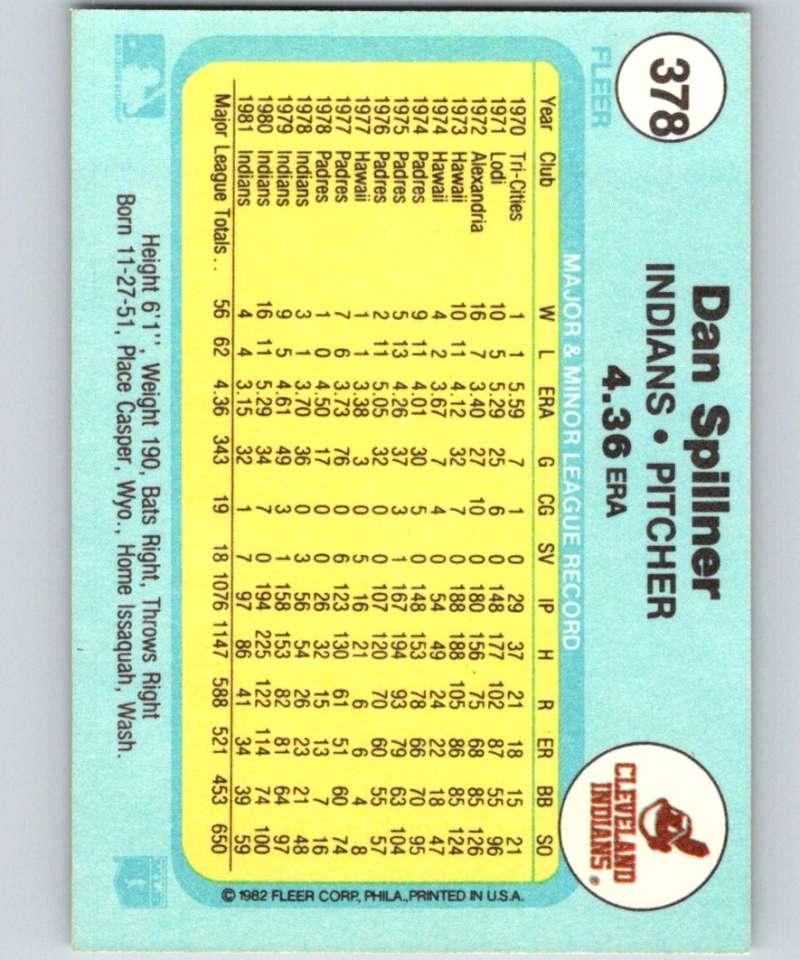 378
FLEER
Dan Spillner
INDIANS • PITCHER
4.36 ERA
CLEVELAND
INDIANS ®
MAJOR & MINOR LEAGUE RECORD
Year Club W L ERA G CG SV IP H R ER BB SO
1970 Tri-Cities 1 1 5.59 7 1 0 29 37 21 18 15 21
1971 Lodi 10 5 5.29 25 6 0 148 177 102 87 55 96
1972 Alexandria 16 7 3.40 27 10 0 180 156 75 68 85 126
1973 Hawaii 10 11 4.12 32 7 0 188 188 105 86 85 124
1974 Hawaii 4 2 3.67 7 4 0 54 49 24 22 18 47
1974 Padres 9 11 4.01 30 5 0 148 153 78 66 70 95
1975 Padres 5 13 4.26 37 3 1 167 194 93 79 63 104
1976 Padres 2 11 5.05 32 0 0 107 120 70 60 55 57
1977 Hawaii 1 1 3.38 3 0 5 16 21 6 6 4 8
1977 Padres 7 6 3.73 76 0 6 123 130 61 51 60 74
1978 Padres 1 0 4.50 17 0 0 26 32 15 13 7 16
1978 Indians 3 1 3.70 36 0 3 56 54 26 23 21 48
1979 Indians 9 5 4.61 49 3 1 158 153 82 81 64 97
1980 Indians 16 11 5.29 34 7 0 194 225 122 114 74 100
1981 Indians 4 4 3.15 32 1 7 97 86 41 34 39 59
Major League Totals . . 56 62 4.36 343 19 18 1076 1147 588 521 453 650
© 1982 FLEER CORP., PHILA., PRINTED IN U.S.A.
Height 6'1'', Weight 190, Bats Right, Throws Right
Born 11-27-51, Place Casper, Wyo., Home Issaquah, Wash.